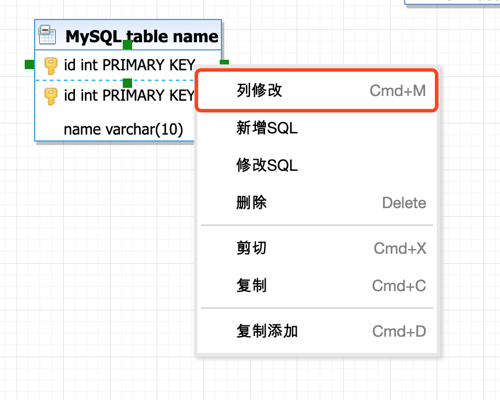 MySQL table name
id int PRIMARY KEY
id int PRIMARY KEY
name varchar(10)
列修改 Cmd+M
新增SQL
修改SQL
删除 Delete
剪切 Cmd+X
复制 Cmd+C
复制添加 Cmd+D